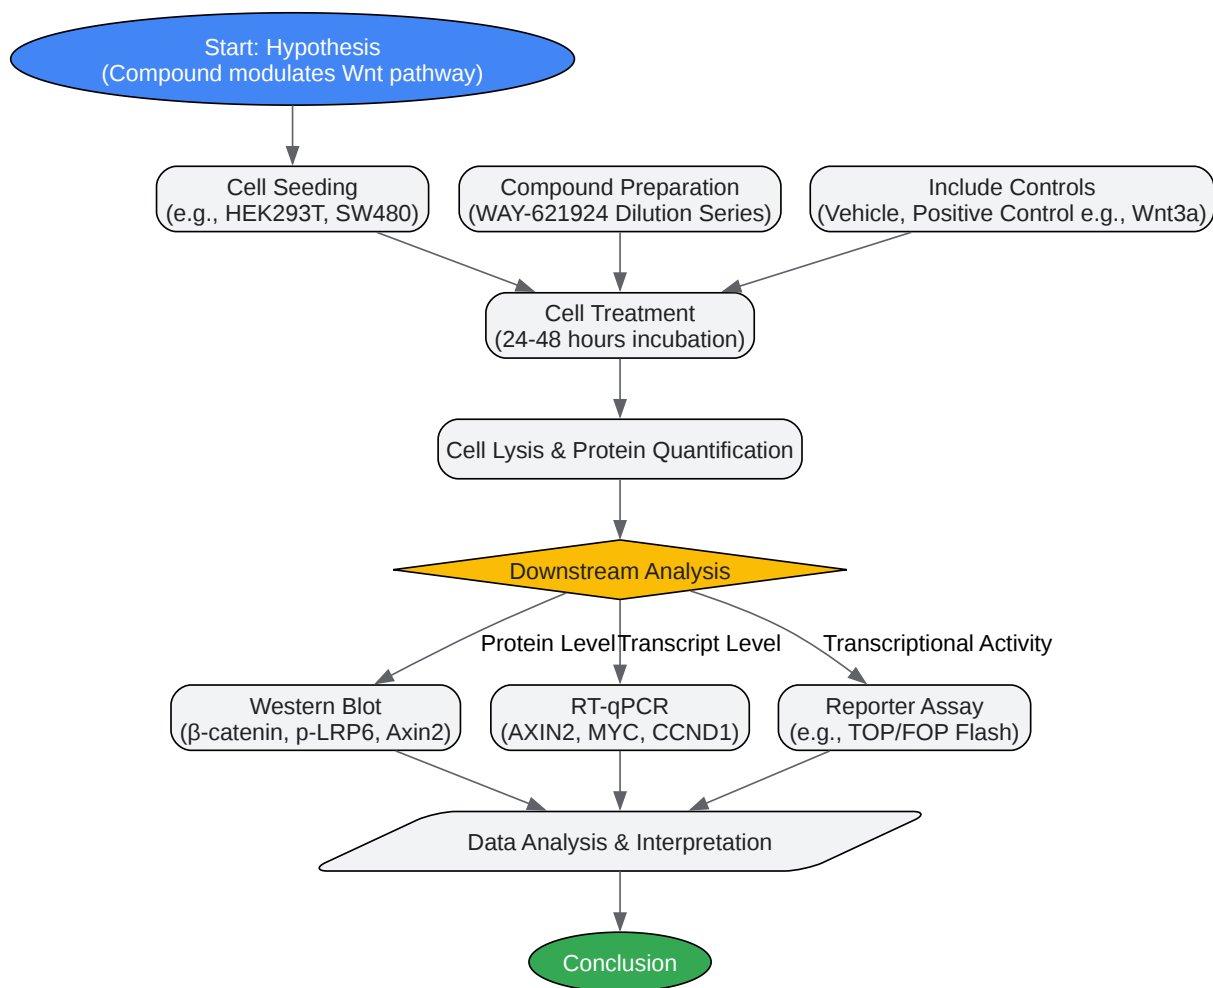 Start: Hypothesis
(Compound modulates Wnt pathway)
Cell Seeding
(e.g., HEK293T, SW480)
Compound Preparation
(WAY-621924 Dilution Series)
Include Controls
(Vehicle, Positive Control e.g., Wnt3a)
Cell Treatment
(24-48 hours incubation)
Cell Lysis & Protein Quantification
Downstream Analysis
Protein Level
Transcript Level
Transcriptional Activity
Western Blot
(β-catenin, p-LRP6, Axin2)
RT-qPCR
(AXIN2, MYC, CCND1)
Reporter Assay
(e.g., TOP/FOP Flash)
Data Analysis & Interpretation
Conclusion